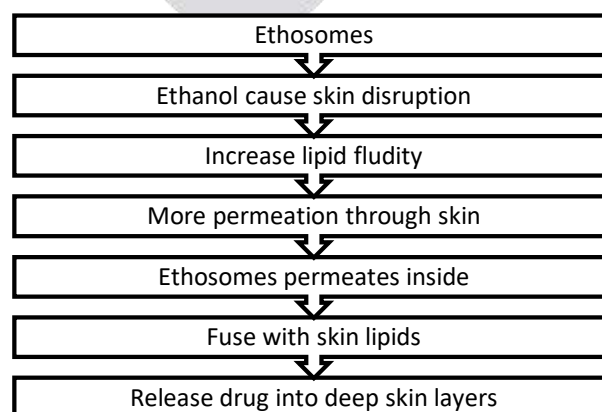 Ethosomes
Ethanol cause skin disruption
Increase lipid fludity
More permeation through skin
Ethosomes permeates inside
Fuse with skin lipids
Release drug into deep skin layers